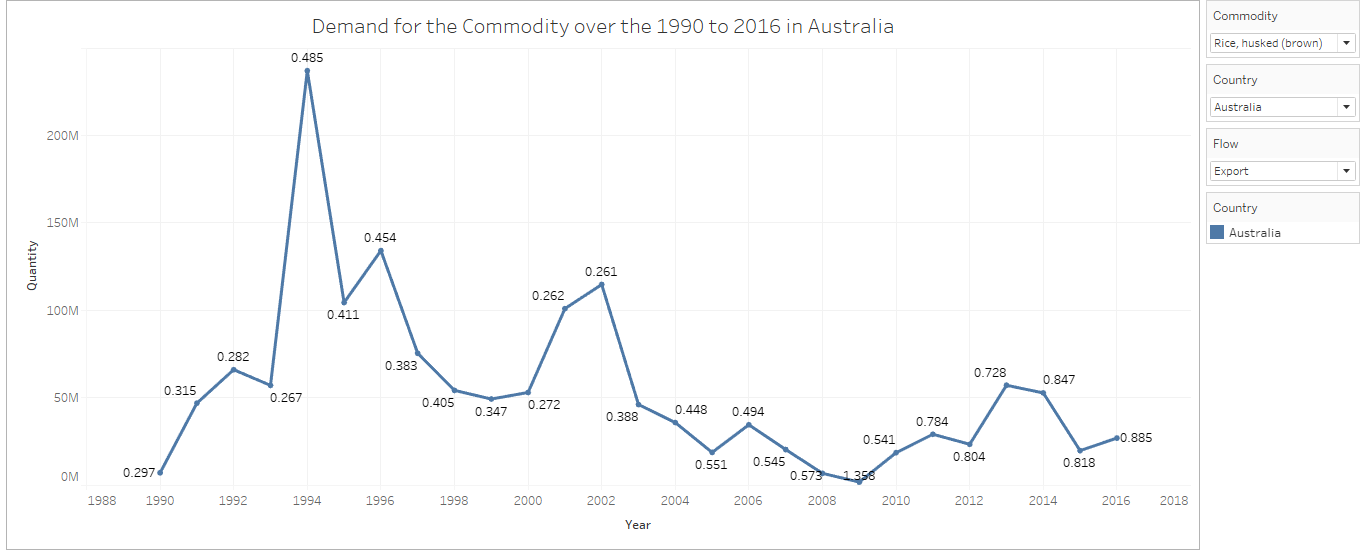 Demand for the Commodity over the 1990 to 2016 in Australia
Quantity
200M
150M
100M
50M
0M
0.297
0.315
0.282
0.267
0.485
0.411
0.454
0.383
0.405
0.347
0.272
0.262
0.261
0.388
0.448
0.551
0.494
0.545
0.573
1.358
0.541
0.784
0.804
0.728
0.847
0.818
0.885
1988 1990 1992 1994 1996 1998 2000 2002 2004 2006 2008 2010 2012 2014 2016 2018
Year
Commodity
Rice, husked (brown)
Country
Australia
Flow
Export
Country
Australia